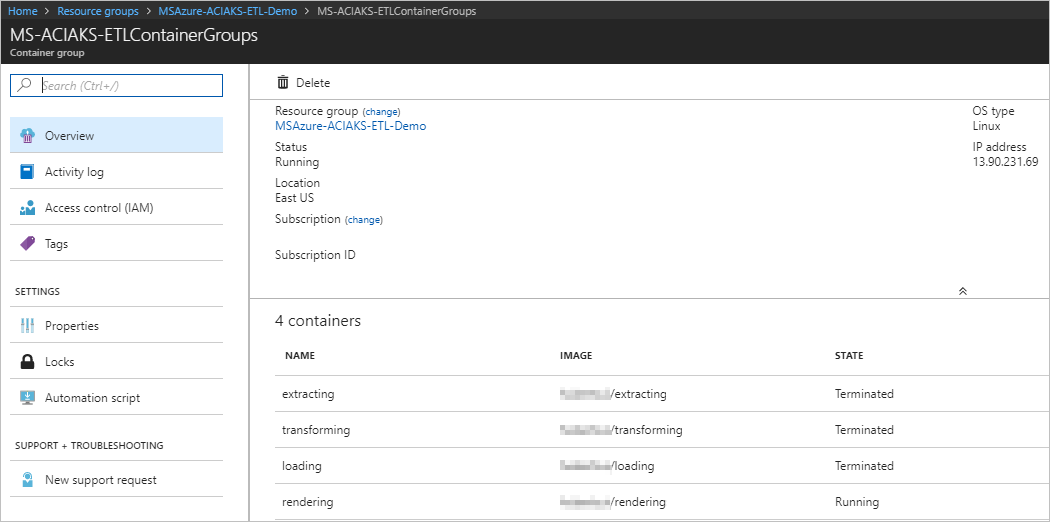 Home > Resource groups > MSAzure-ACIAKS-ETL-Demo > MS-ACIAKS-ETLContainerGroups
MS-ACIAKS-ETLContainerGroups
Container group
Search (Ctrl+/)
Overview
Activity log
Access control (IAM)
Tags
SETTINGS
Properties
Locks
Automation script
SUPPORT + TROUBLESHOOTING
New support request
Delete
Resource group (change)
MSAzure-ACIAKS-ETL-Demo
Status
Running
Location
East US
Subscription (change)
Subscription ID
OS type
Linux
IP address
13.90.231.69
4 containers
NAME IMAGE STATE
extracting /extracting Terminated
transforming /transforming Terminated
loading /loading Terminated
rendering /rendering Running